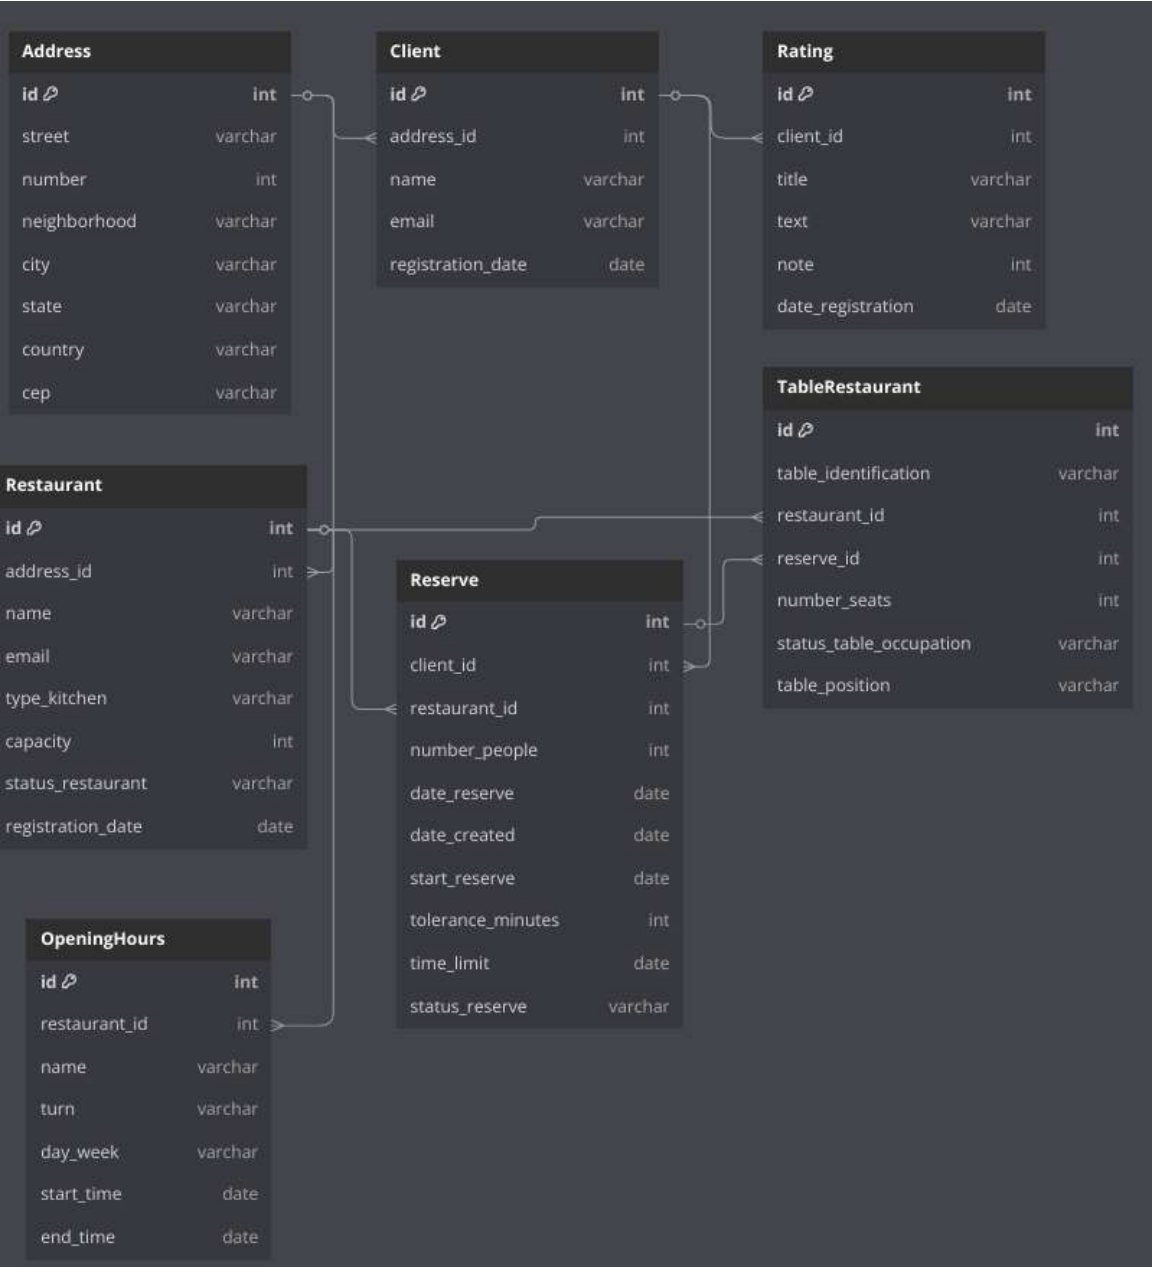 Address
id int
street varchar
number int
neighborhood varchar
city varchar
state varchar
country varchar
cep varchar
Client
id int
address_id int
name varchar
email varchar
registration_date date
Rating
id int
client_id int
title varchar
text varchar
note int
date_registration date
TableRestaurant
id int
table_identification varchar
restaurant_id int
reserve_id int
number_seats int
status_table_occupation varchar
table_position varchar
Restaurant
id int
address_id int
name varchar
email varchar
type_kitchen varchar
capacity int
status_restaurant varchar
registration_date date
Reserve
id int
client_id int
restaurant_id int
number_people int
date_reserve date
date_created date
start_reserve date
tolerance_minutes int
time_limit date
status_reserve varchar
OpeningHours
id int
restaurant_id int
name varchar
turn varchar
day_week varchar
start_time date
end_time date